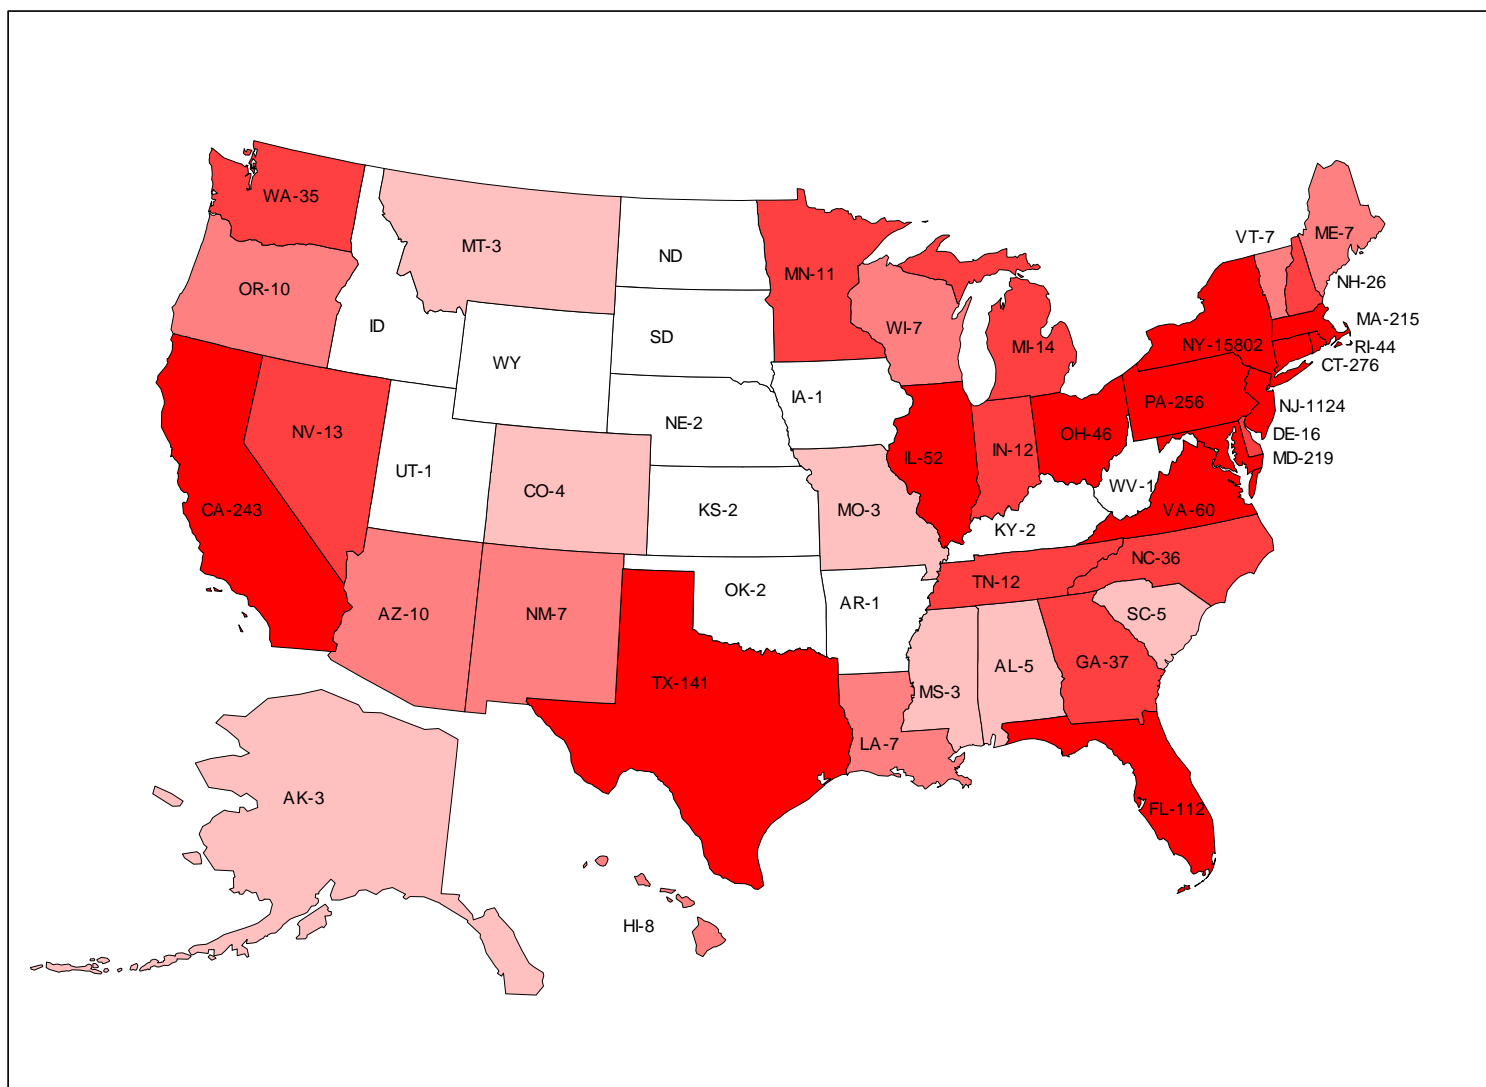 WA-35
MT-3
ND
MN-11
VT-7
ME-7
OR-10
ID
SD
WI-7
MI-14
NH-26
MA-215
NY-15802
RI-44
CT-276
WY
NE-2
IA-1
PA-256
NJ-1124
NV-13
UT-1
CO-4
IL-52
IN-12
OH-46
DE-16
MD-219
CA-243
KS-2
MO-3
KY-2
WV-1
VA-60
AZ-10
NM-7
OK-2
AR-1
TN-12
NC-36
TX-141
MS-3
AL-5
GA-37
SC-5
LA-7
AK-3
FL-112
HI-8